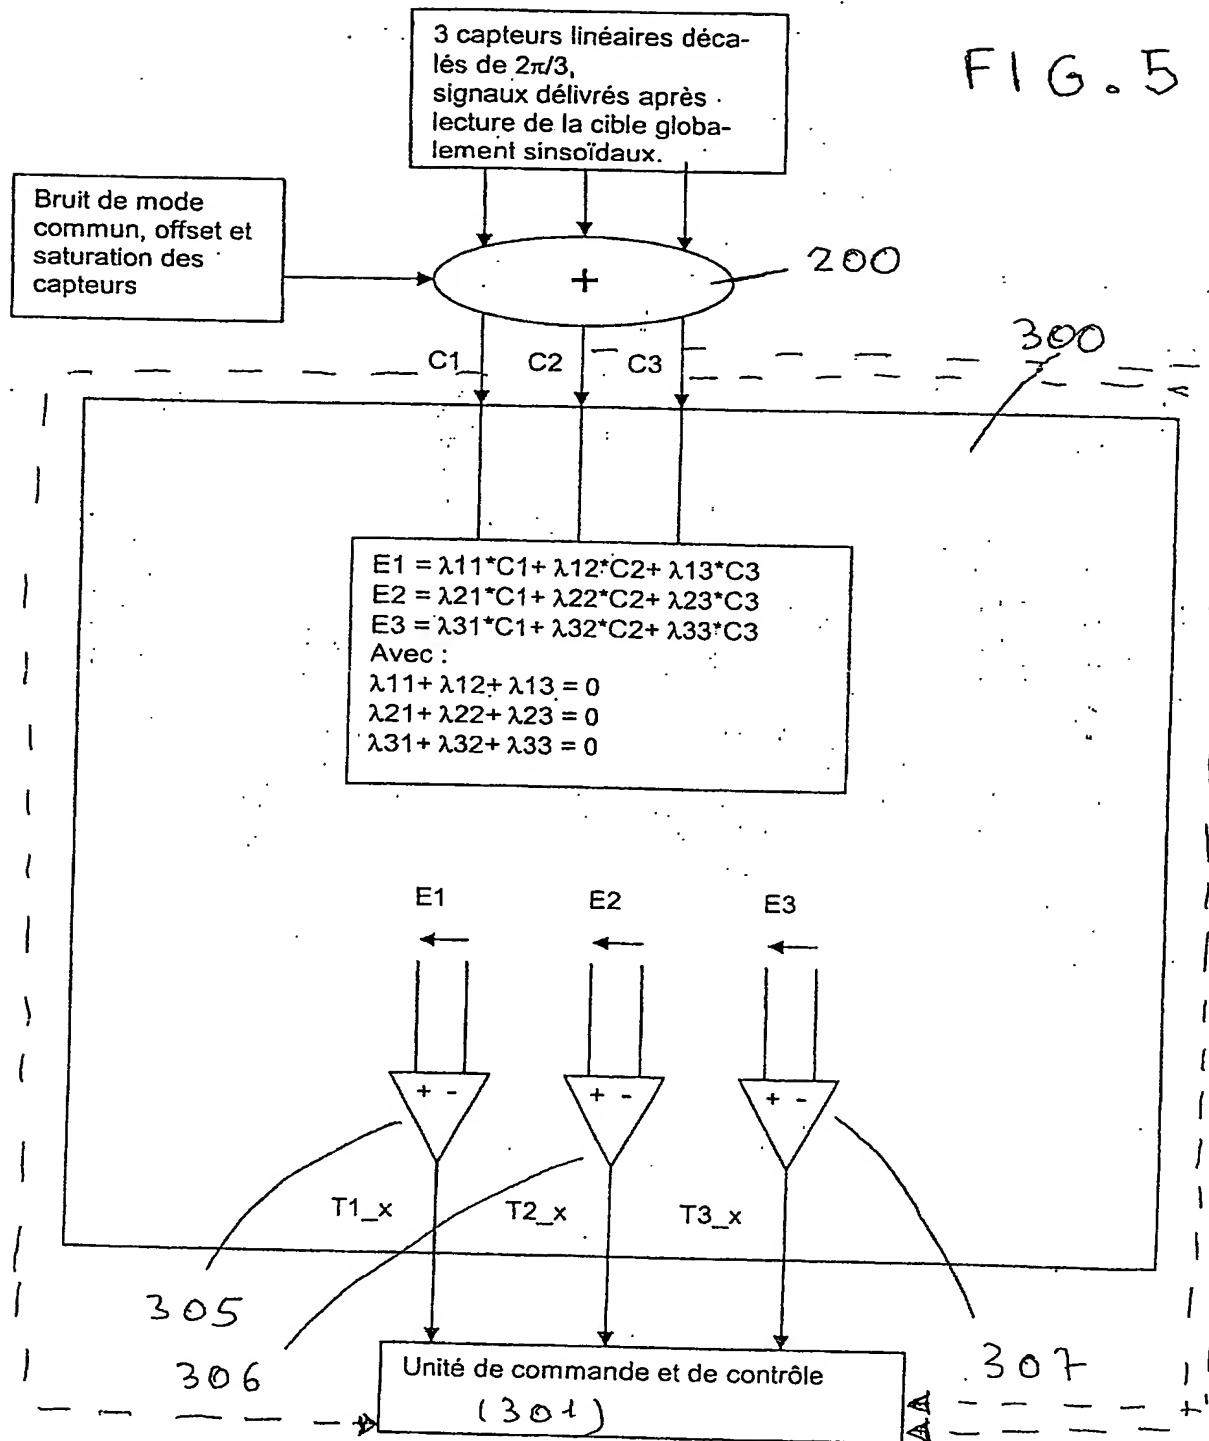 3 capteurs linéaires déca-
lés de 2π/3,
signaux délivrés après
lecture de la cible globa-
lement sinsoïdaux.
FIG.5
Bruit de mode
commun, offset et
saturation des
capteurs
+
200
C1
C2
C3
300
E1 = λ11*C1+ λ12*C2+ λ13*C3
E2 = λ21*C1+ λ22*C2+ λ23*C3
E3 = λ31*C1+ λ32*C2+ λ33*C3
Avec :
λ11+ λ12+ λ13 = 0
λ21+ λ22+ λ23 = 0
λ31+ λ32+ λ33 = 0
E1
E2
E3
+ -
+ -
+ -
T1_x
T2_x
T3_x
305
306
307
Unité de commande et de contrôle
(301)